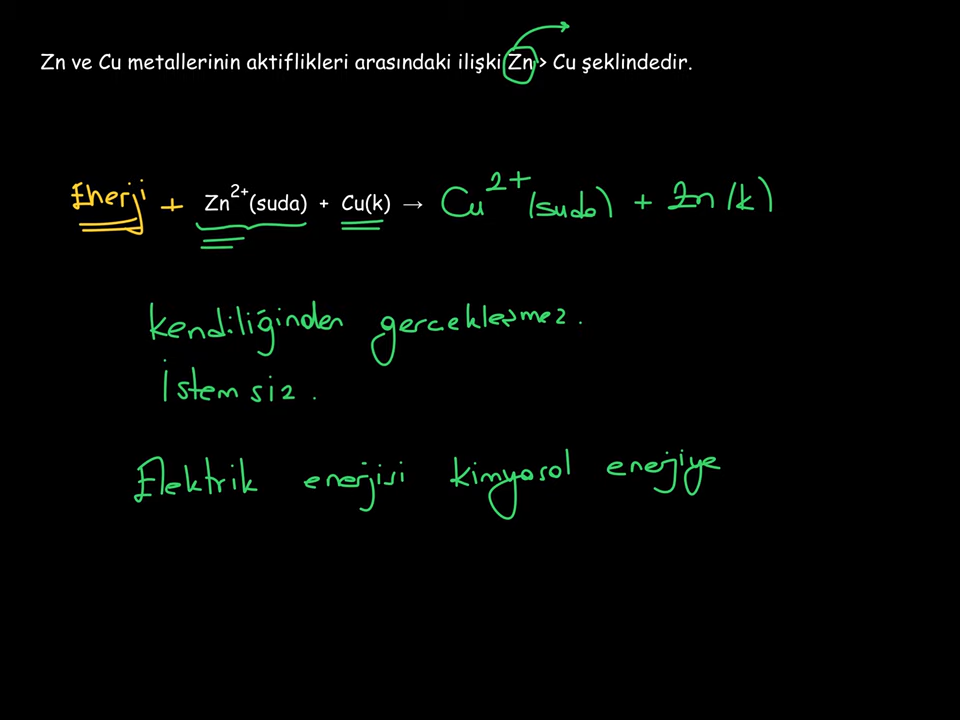 Zn ve Cu metallerinin aktiflikleri arasındaki ilişki Zn > Cu şeklindedir.
Enerji + Zn²⁺(suda) + Cu(k) → Cu²⁺(suda) + Zn(k)
kendiliğinden gerçekleşmez.
İstemsiz.
Elektrik enerjisi kimyasal enerjiye